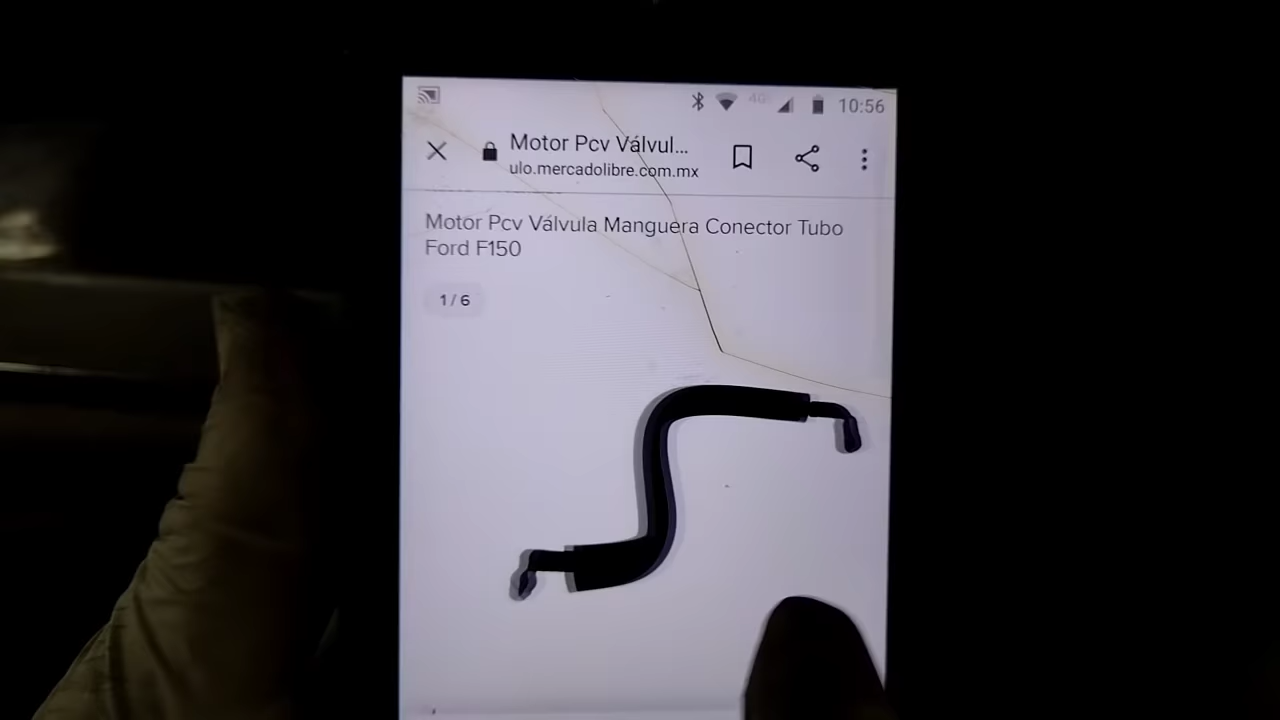 4G
10:56
Motor Pcv Válvul...
ulo.mercadolibre.com.mx
Motor Pcv Válvula Manguera Conector Tubo
Ford F150
1 / 6